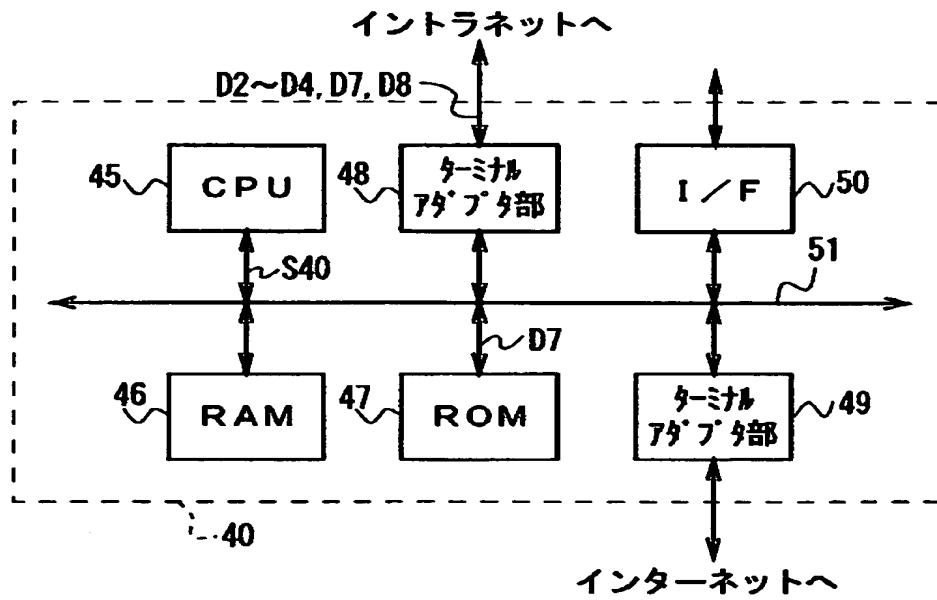 イントラネットへ
D2〜D4, D7, D8
45
CPU
48
ターミナル
アダプタ部
I/F
50
S40
51
D7
46
RAM
47
ROM
ターミナル
アダプタ部
49
40
インターネットへ